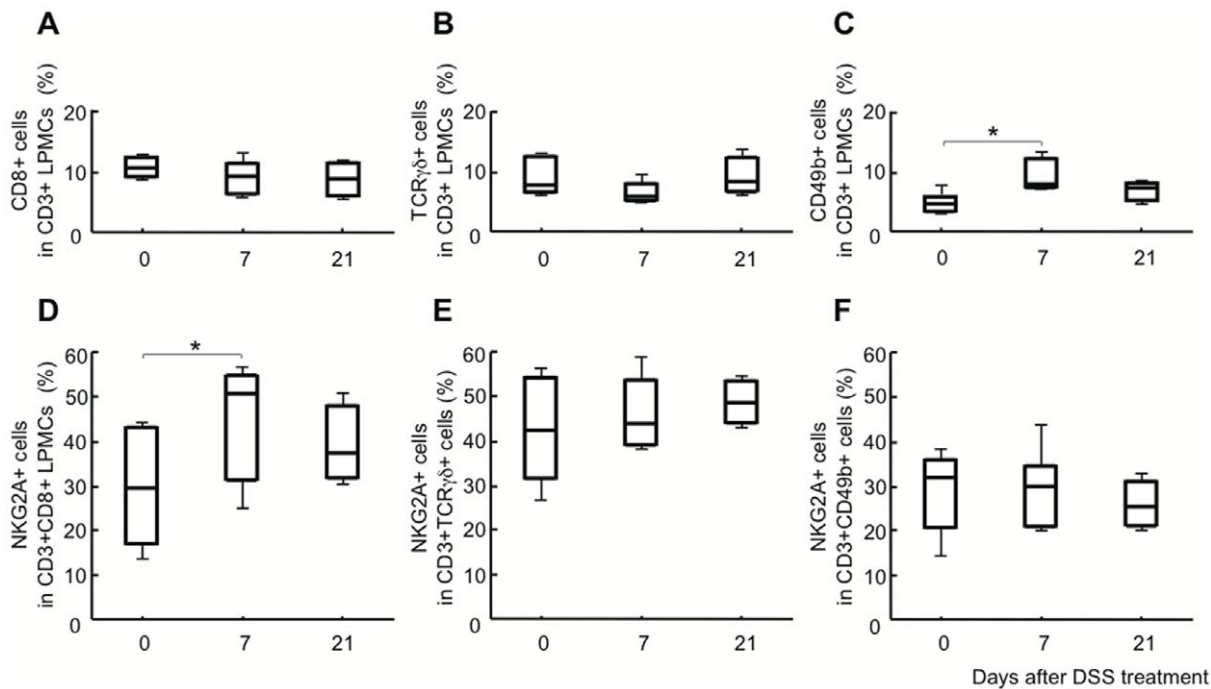 A
CD8+ cells
in CD3+ LPMCs (%)
20
10
0
0 7 21
B
TCRγδ+ cells
in CD3+ LPMCs (%)
20
10
0
0 7 21
C
CD49b+ cells
in CD3+ LPMCs (%)
20
10
0
*
0 7 21
D
NKG2A+ cells
in CD3+CD8+ LPMCs (%)
60
50
40
30
20
10
0
*
0 7 21
E
NKG2A+ cells
in CD3+TCRγδ+ cells (%)
60
50
40
30
20
10
0
0 7 21
F
NKG2A+ cells
in CD3+CD49b+ cells (%)
60
50
40
30
20
10
0
0 7 21
Days after DSS treatment